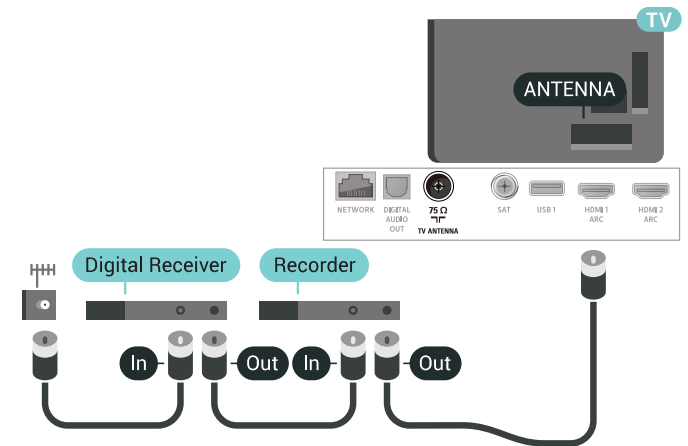 TV
ANTENNA
NETWORK
DIGITAL
AUDIO
OUT
75 Ω
TV ANTENNA
SAT
USB 1
HDMI 1
ARC
HDMI 2
ARC
Digital Receiver
Recorder
In
Out
In
Out